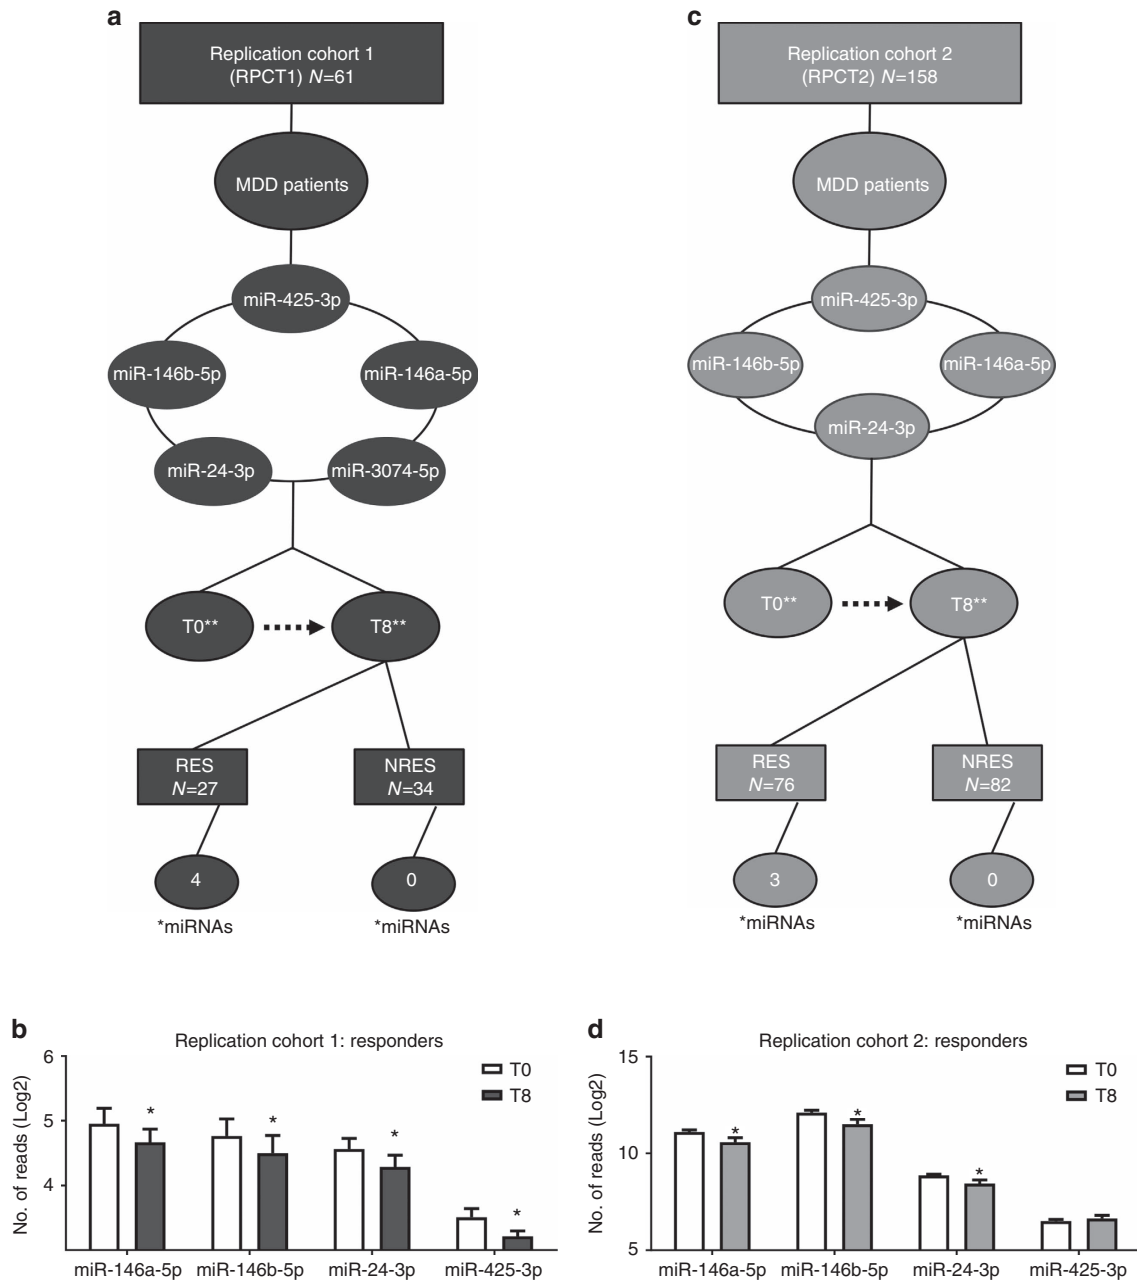 a
Replication cohort 1
(RPCT1) N=61
MDD patients
miR-425-3p
miR-146b-5p
miR-146a-5p
miR-24-3p
miR-3074-5p
T0**
T8**
RES
N=27
NRES
N=34
4
0
*miRNAs
*miRNAs
c
Replication cohort 2
(RPCT2) N=158
MDD patients
miR-425-3p
miR-146b-5p
miR-146a-5p
miR-24-3p
T0**
T8**
RES
N=76
NRES
N=82
3
0
*miRNAs
*miRNAs
b
Replication cohort 1: responders
No. of reads (Log2)
6
5
4
T0
T8
*
*
*
*
miR-146a-5p
miR-146b-5p
miR-24-3p
miR-425-3p
d
Replication cohort 2: responders
No. of reads (Log2)
15
10
5
T0
T8
*
*
*
miR-146a-5p
miR-146b-5p
miR-24-3p
miR-425-3p